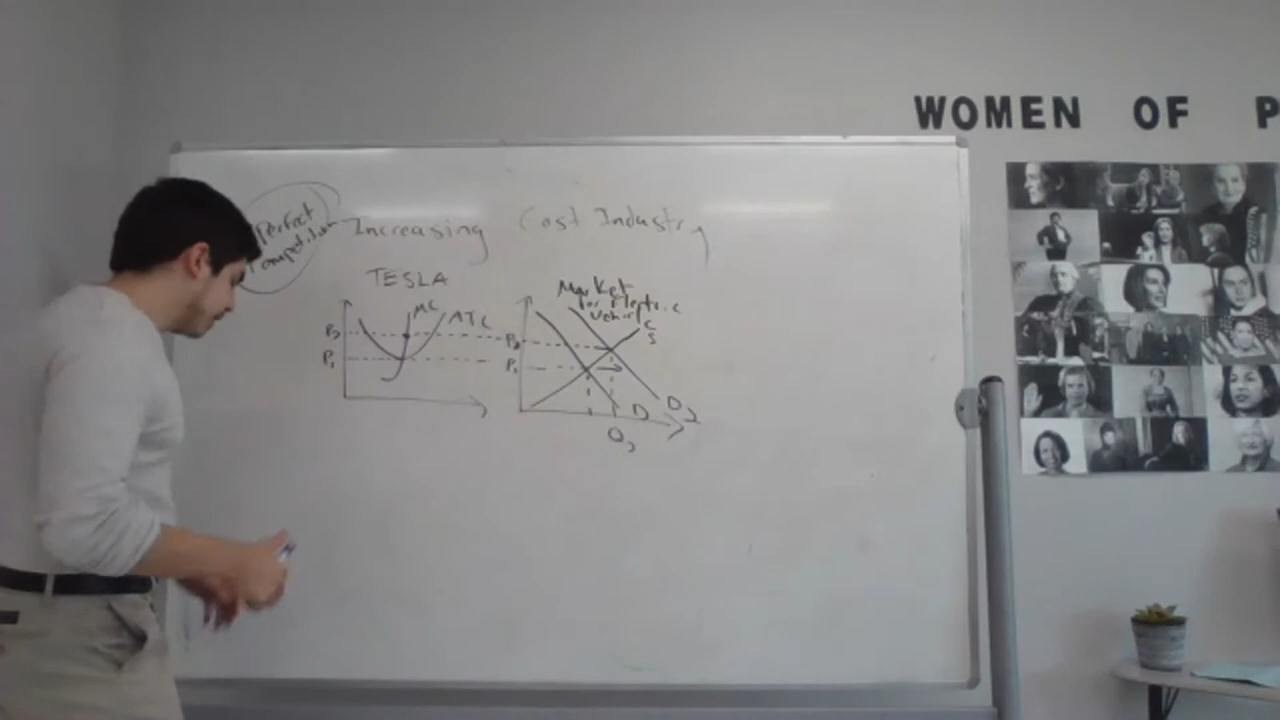 WOMEN OF P
Perfect
Competition
Increasing Cost Industry
TESLA
MC
ATC
P2
P1
Market
for Electric
Vehicles
S
P2
P1
D
D2
Q2